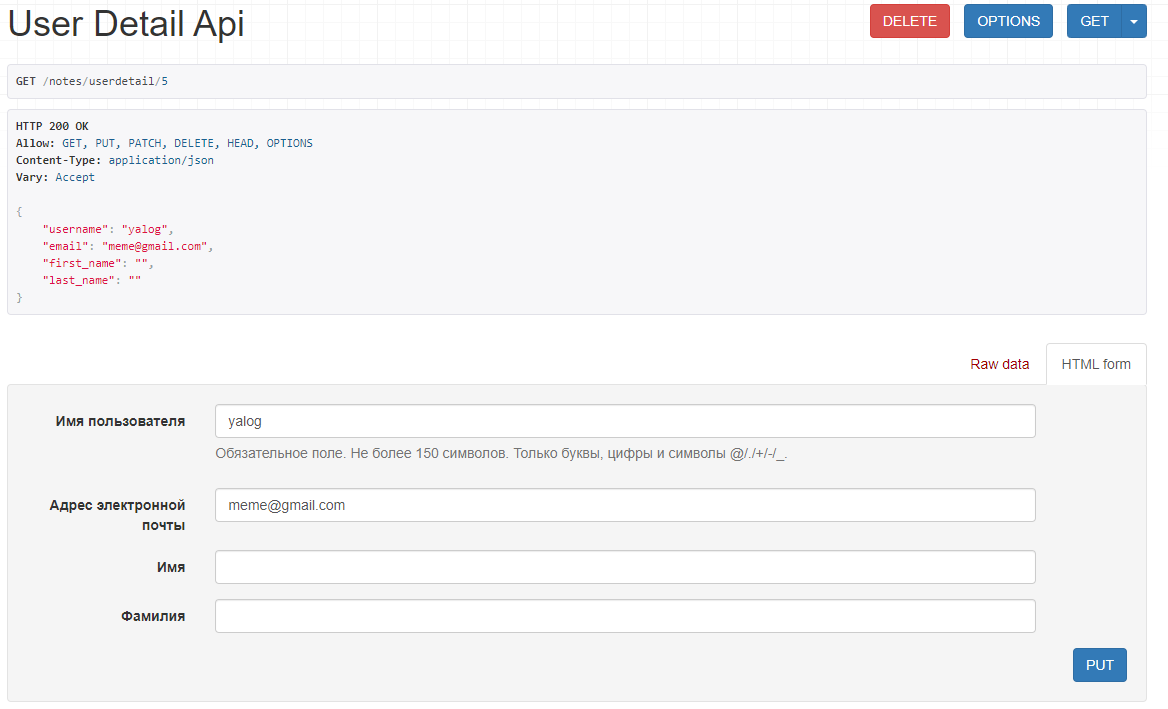 User Detail Api
DELETE
OPTIONS
GET
GET /notes/userdetail/5
HTTP 200 OK
Allow: GET, PUT, PATCH, DELETE, HEAD, OPTIONS
Content-Type: application/json
Vary: Accept
{
    "username": "yalog",
    "email": "meme@gmail.com",
    "first_name": "",
    "last_name": ""
}
Raw data
HTML form
Имя пользователя
yalog
Обязательное поле. Не более 150 символов. Только буквы, цифры и символы @/./+/-/_.
Адрес электронной
почты
meme@gmail.com
Имя
Фамилия
PUT